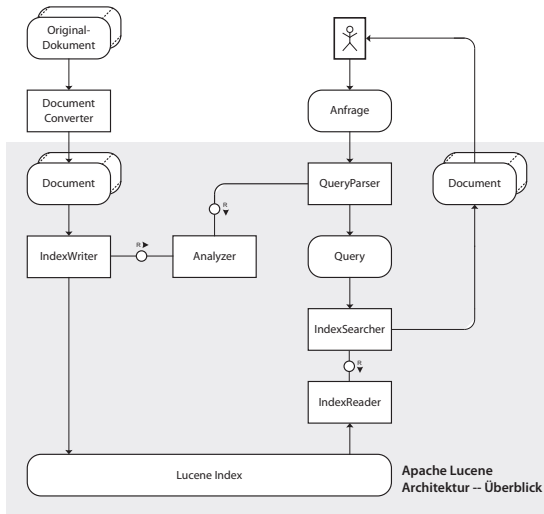 Original-
Dokument
Document
Converter
Document
IndexWriter
R
Analyzer
R
Anfrage
QueryParser
Query
IndexSearcher
R
IndexReader
Document
Lucene Index
Apache Lucene
Architektur -- Überblick